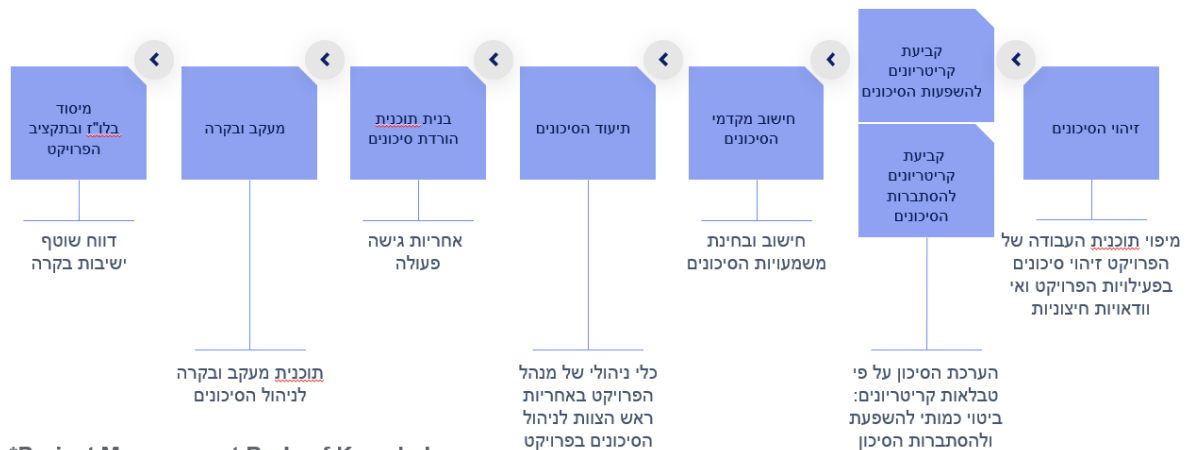 זיהוי הסיכונים
מיפוי תוכנית העבודה של
הפרויקט זיהוי סיכונים
בפעילויות הפרויקט ואי
וודאויות חיצוניות
קביעת
קריטריונים
להשפעות הסיכונים
קביעת
קריטריונים
להסתברות
הסיכונים
הערכת הסיכון על פי
טבלאות קריטריונים:
ביטוי כמותי להשפעת
ולהסתברות הסיכון
חישוב מקדמי
הסיכונים
חישוב ובחינת
משמעויות הסיכונים
תיעוד הסיכונים
כלי ניהולי של מנהל
הפרויקט באחריות
ראש הצוות לניהול
הסיכונים בפרויקט
בנית תוכנית
הורדת סיכונים
אחריות גישה
פעולה
מעקב ובקרה
תוכנית מעקב ובקרה
לניהול הסיכונים
מיסוד
בלו"ז ובתקציב
הפרויקט
דווח שוטף
ישיבות בקרה